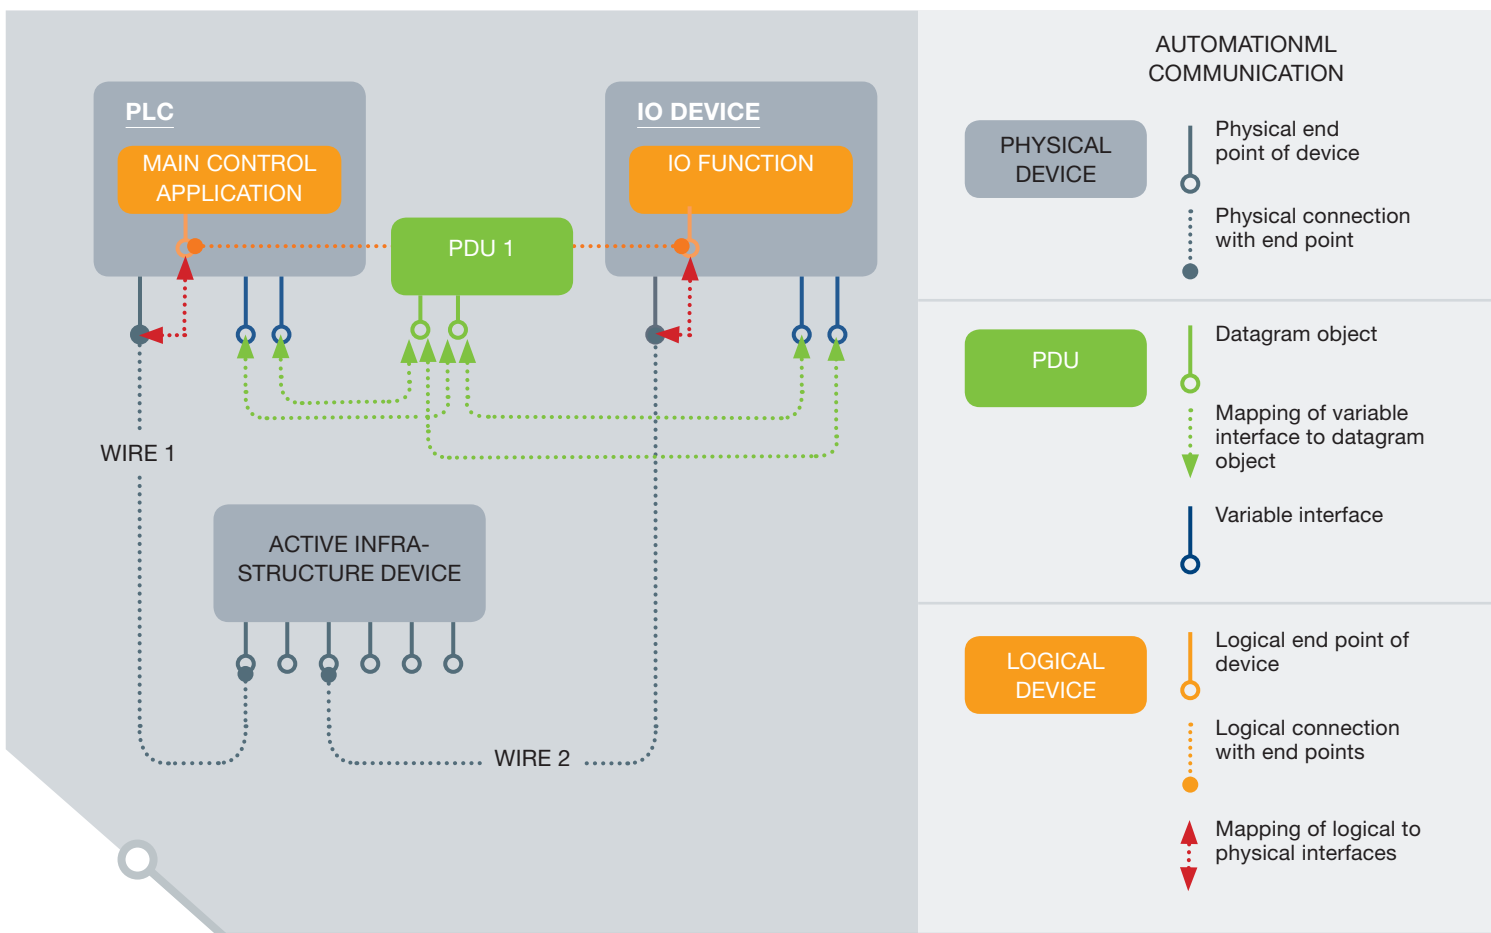 PLC
MAIN CONTROL
APPLICATION
IO DEVICE
IO FUNCTION
PDU 1
WIRE 1
ACTIVE INFRA-
STRUCTURE DEVICE
WIRE 2
AUTOMATIONML
COMMUNICATION
PHYSICAL
DEVICE
Physical end
point of device
Physical connection
with end point
PDU
Datagram object
Mapping of variable
interface to datagram
object
Variable interface
LOGICAL
DEVICE
Logical end point of
device
Logical connection
with end points
Mapping of logical to
physical interfaces